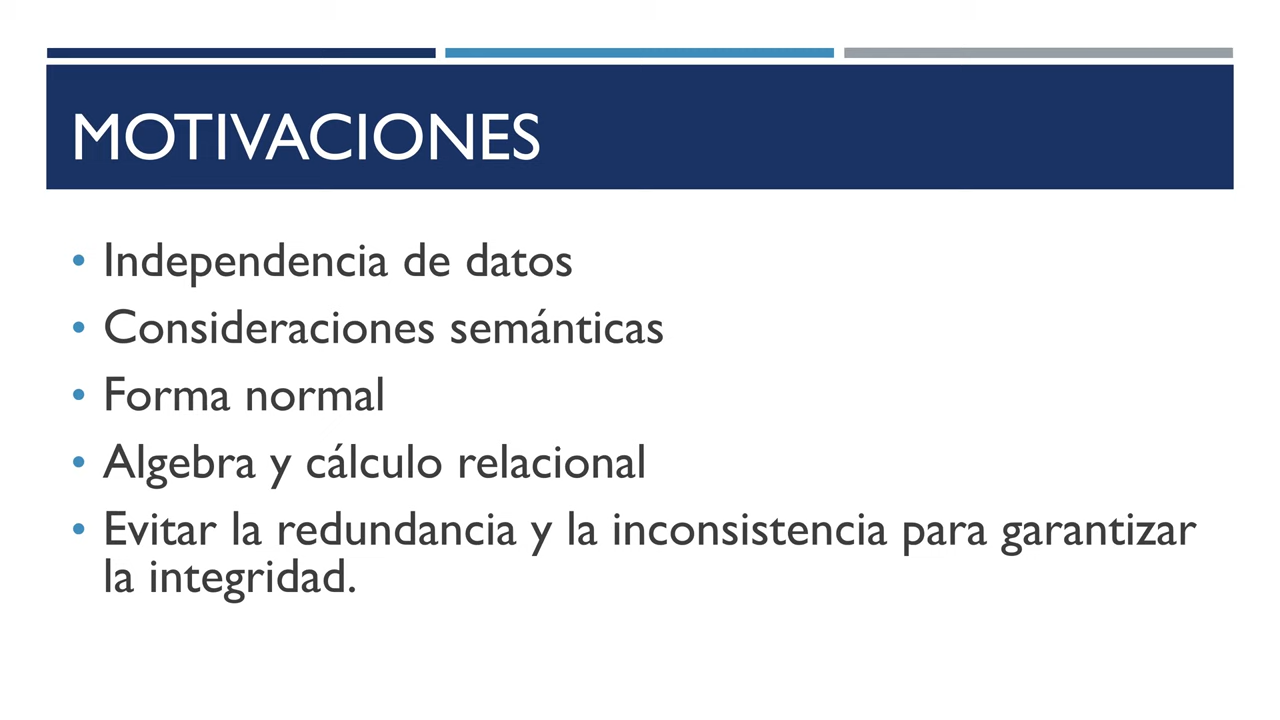 MOTIVACIONES
• Independencia de datos
• Consideraciones semánticas
• Forma normal
• Algebra y cálculo relacional
• Evitar la redundancia y la inconsistencia para garantizar
la integridad.